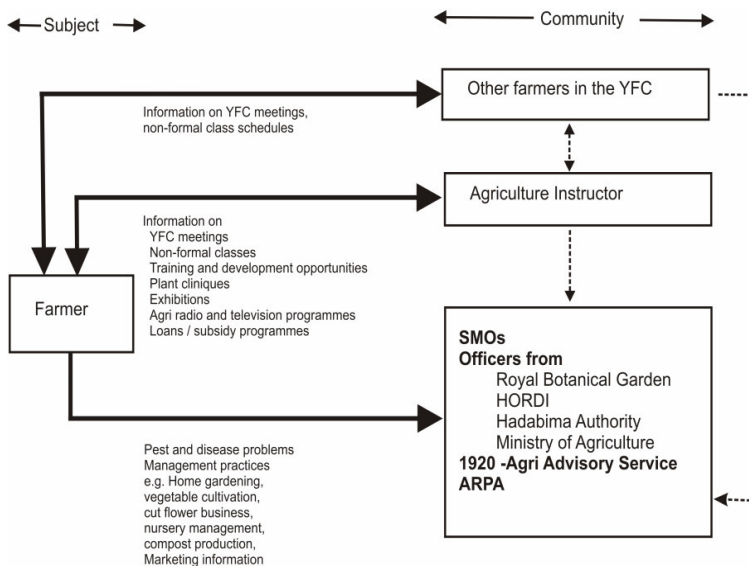 Subject
Community
Other farmers in the YFC
Information on YFC meetings,
non-formal class schedules
Agriculture Instructor
Information on
YFC meetings
Non-formal classes
Training and development opportunities
Plant cliniques
Exhibitions
Agri radio and television programmes
Loans / subsidy programmes
Farmer
SMOs
Officers from
Royal Botanical Garden
HORDI
Hadabima Authority
Ministry of Agriculture
1920 -Agri Advisory Service
ARPA
Pest and disease problems
Management practices
e.g. Home gardening,
vegetable cultivation,
cut flower business,
nursery management,
compost production,
Marketing information